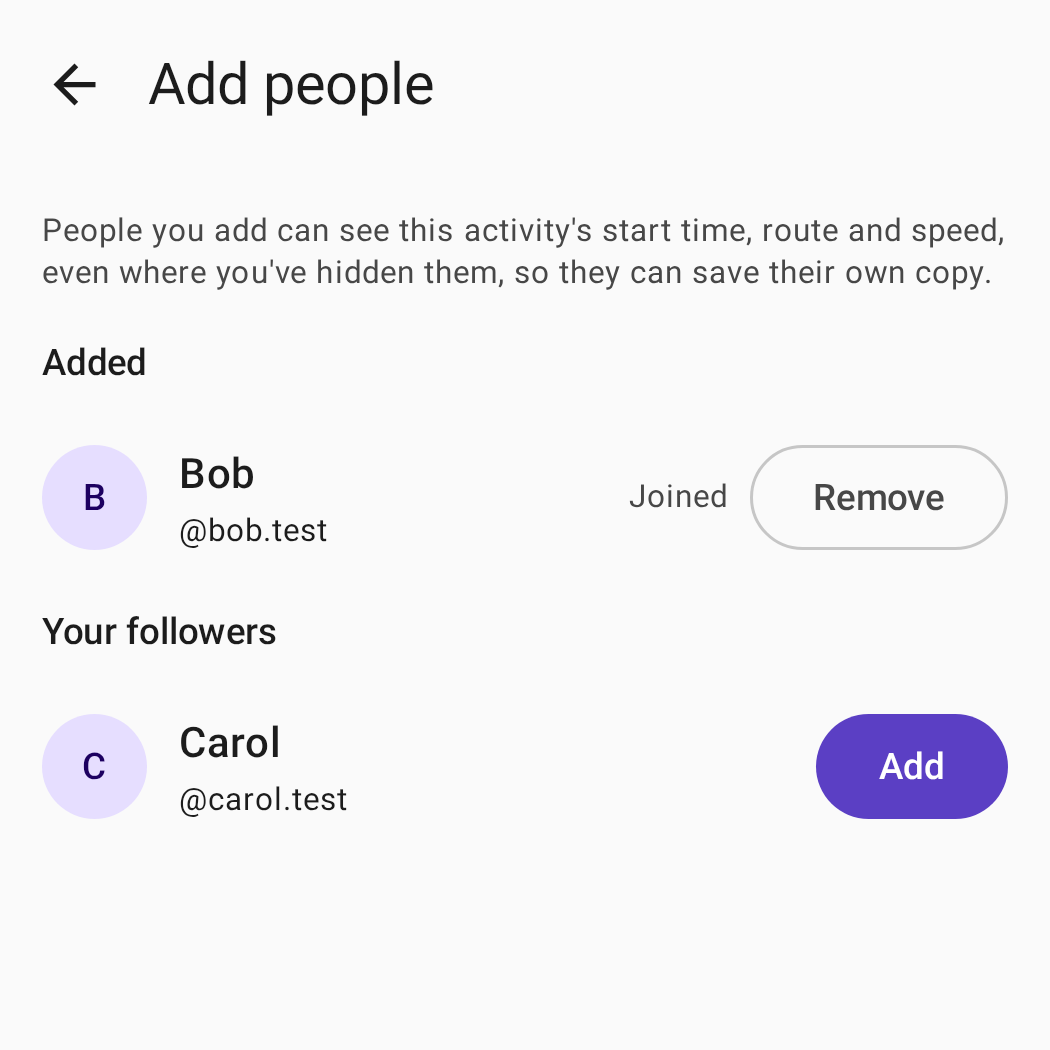 Add people
People you add can see this activity's start time, route and speed,
even where you've hidden them, so they can save their own copy.
Added
B
Bob
@bob.test
Joined
Remove
Your followers
C
Carol
@carol.test
Add